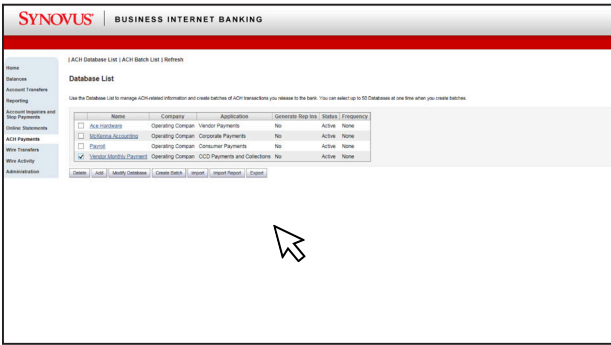 SYNOVUS® BUSINESS INTERNET BANKING
| ACH Database List | ACH Batch List | Refresh
Home
Balances
Account Transfers
Reporting
Account Inquiries and
Stop Payments
Online Statements
ACH Payments
Wire Transfers
Wire Activity
Administration
Database List
Use the Database List to manage ACH-related information and create batches of ACH transactions you release to the bank. You can select up to 50 Databases at one time when you create batches.
Name Company Application Generate Rep-Ins Status Frequency
Ace Hardware Operating Compan Vendor Payments No Active None
McKenna Accounting Operating Compan Corporate Payments No Active None
Payroll Operating Compan Consumer Payments No Active None
Vendor Monthly Payment Operating Compan CCD Payments and Collections No Active None
Delete Add Modify Database Create Batch Import Import Report Export